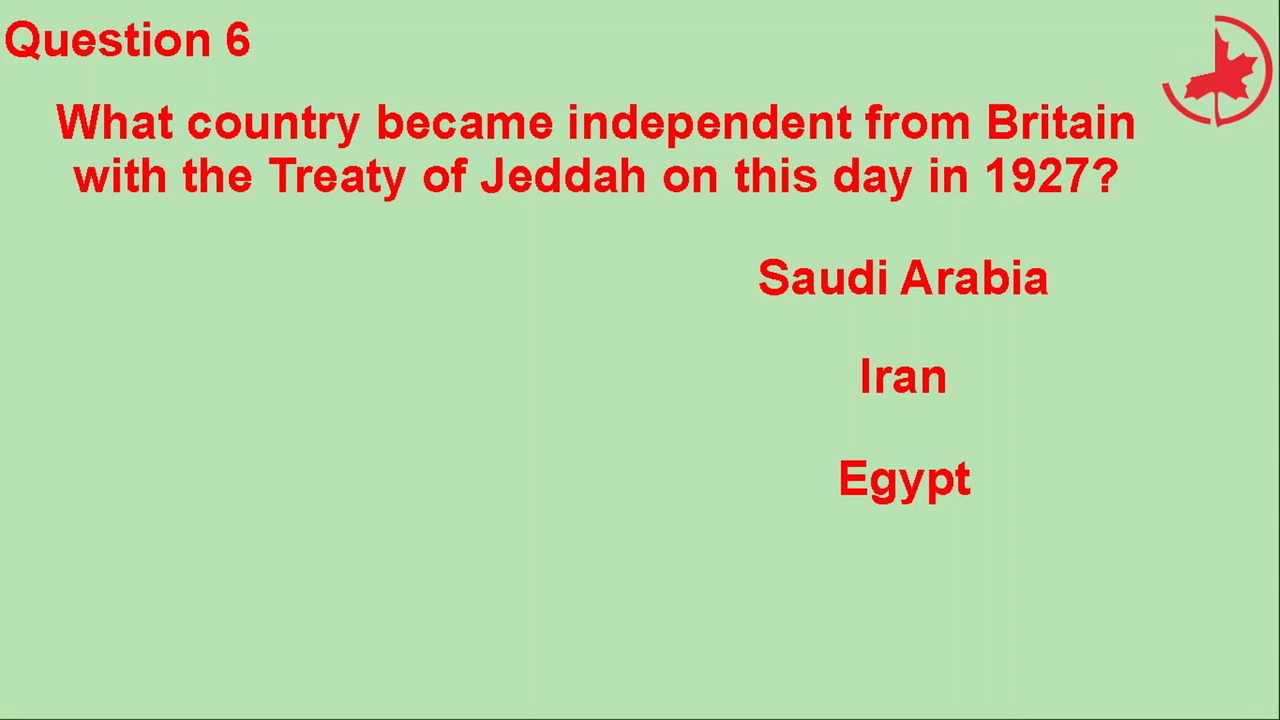 Question 6
What country became independent from Britain
with the Treaty of Jeddah on this day in 1927?
Saudi Arabia
Iran
Egypt